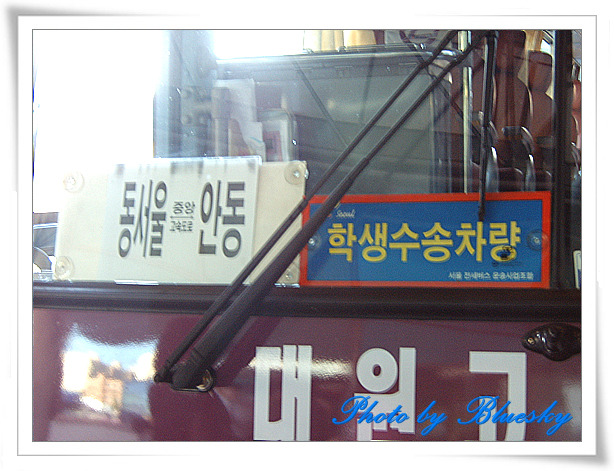 동서울 중앙 안동
고속도로
Seoul
학생수송차량
서울 전세버스 운송사업조합
대원고
Photo by Bluesky